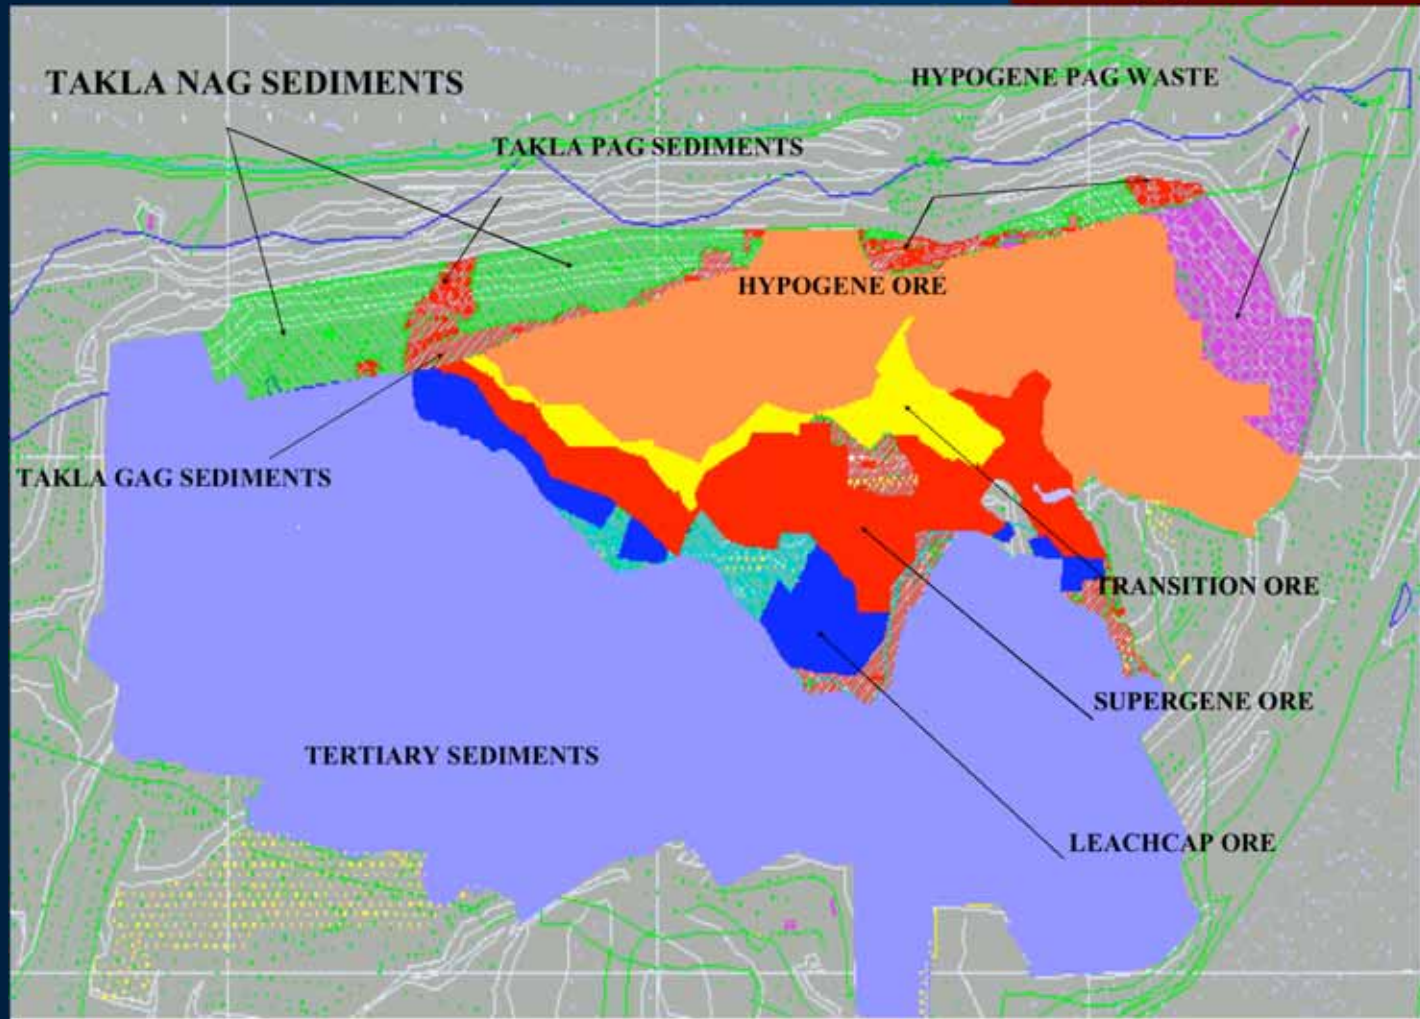 TAKLA NAG SEDIMENTS
HYPOGENE PAG WASTE
TAKLA PAG SEDIMENTS
HYPOGENE ORE
TAKLA GAG SEDIMENTS
TRANSITION ORE
SUPERGENE ORE
TERTIARY SEDIMENTS
LEACHCAP ORE